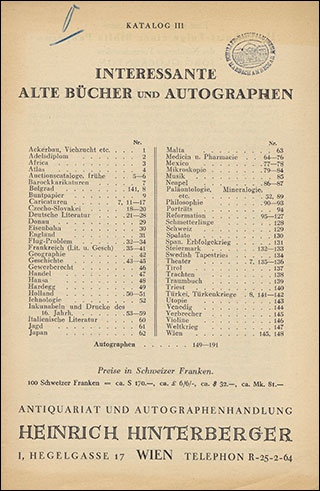 KATALOG III
INTERESSANTE
ALTE BÜCHER UND AUTOGRAPHEN
Nr.
Ackerbau, Viehzucht etc. . . 1
Adelsdiplom . . . . . 2
Africa . . . . . . 3
Atlas . . . . . . 4
Auctionscataloge, frühe . . 5—6
Barockkaricaturen . . . . 7
Belgrad . . . . . 141, 8
Buntpapier . . . . . 9
Caricaturen . . . . 7, 11—17
Czecho-Slovakei . . . . 18—20
Deutsche Literatur . . . 21—28
Donau . . . . . . 29
Eisenbahn . . . . . 30
England . . . . . . 31
Flug-Problem . . . . 32—34
Frankreich (Lit. u. Gesch) . 35—41
Geographie . . . . . 42
Geschichte . . . . 43—45
Gewerberecht . . . . . 46
Handel . . . . . . 47
Hansa . . . . . . 48
Hardegg . . . . . . 49
Holland . . . . . 50—51
Ichnologie . . . . . 52
Inkunabeln und Drucke des
16. Jahrh. . . . . 53—59
Italienische Literatur . . . 60
Jagd . . . . . . 61
Japan . . . . . . 62
Nr.
Malta . . . . . . 63
Medizin u. Pharmacie . . 64—76
Mexico . . . . . 77—78
Mikroskopie . . . . 79—84
Musik . . . . . . 85
Neapel . . . . . 86—87
Paläontologie, Mineralogie,
etc. . . . . . 52, 89
Philosophie . . . . 90—93
Porträten . . . . . 94
Reformation . . . . 95—127
Schmetterlinge . . . . 128
Schweiz . . . . . . 129
Spalato . . . . . . 130
Span. Erbfolgekrieg . . . 131
Steiermark . . . . 132—133
Swedish Tapestries . . . 134
Theater . . . . 7, 135—136
Tirol . . . . . . 137
Trachten . . . . . 138
Traumbuch . . . . . 139
Triest . . . . . . 140
Türkei, Türkenkriege . 8, 141—142
Utopie . . . . . . 143
Venedig . . . . . . 144
Verbrecher . . . . . 145
Violine . . . . . . 146
Weltkrieg . . . . . 147
Wien . . . . . 145, 148
Autographen . . . . . 149—191
Preise in Schweizer Franken.
100 Schweizer Franken = ca. S 170.—, ca. £ 6/6/-, ca. $ 32.—, ca. Mk. 81.—
ANTIQUARIAT UND AUTOGRAPHENHANDLUNG
HEINRICH HINTERBERGER
I, HEGELGASSE 17 WIEN TELEPHON R-25-2-64